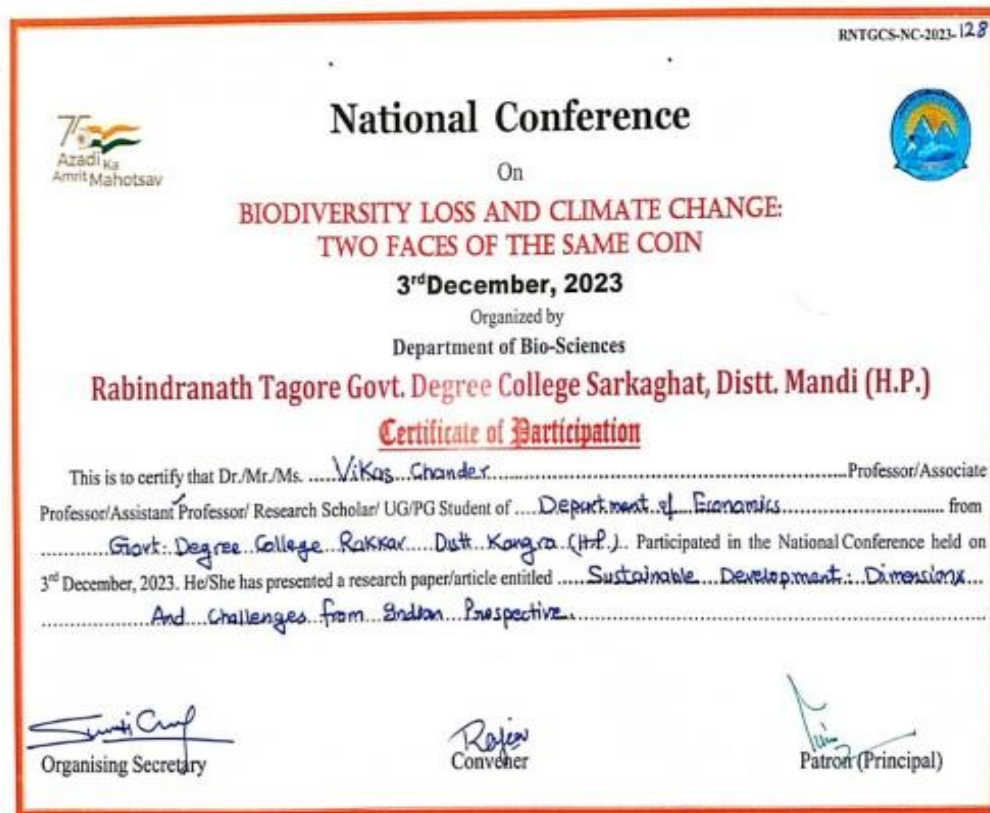 RNTGCS-NC-2023-128
75
Azadi Ka
Amrit Mahotsav
National Conference
On
BIODIVERSITY LOSS AND CLIMATE CHANGE:
TWO FACES OF THE SAME COIN
3rdDecember, 2023
Organized by
Department of Bio-Sciences
Rabindranath Tagore Govt. Degree College Sarkaghat, Distt. Mandi (H.P.)
Certificate of Participation
This is to certify that Dr./Mr./Ms. Vikas Chander Professor/Associate
Professor/Assistant Professor/ Research Scholar/ UG/PG Student of Department of Economics from
Govt. Degree College Rakkar Distt Kangra (H.P.). Participated in the National Conference held on
3rd December, 2023. He/She has presented a research paper/article entitled Sustainable Development: Dimensions
And Challenges from Indian Prospective.
Rajeev
Organising Secretary
Convener
Patron (Principal)